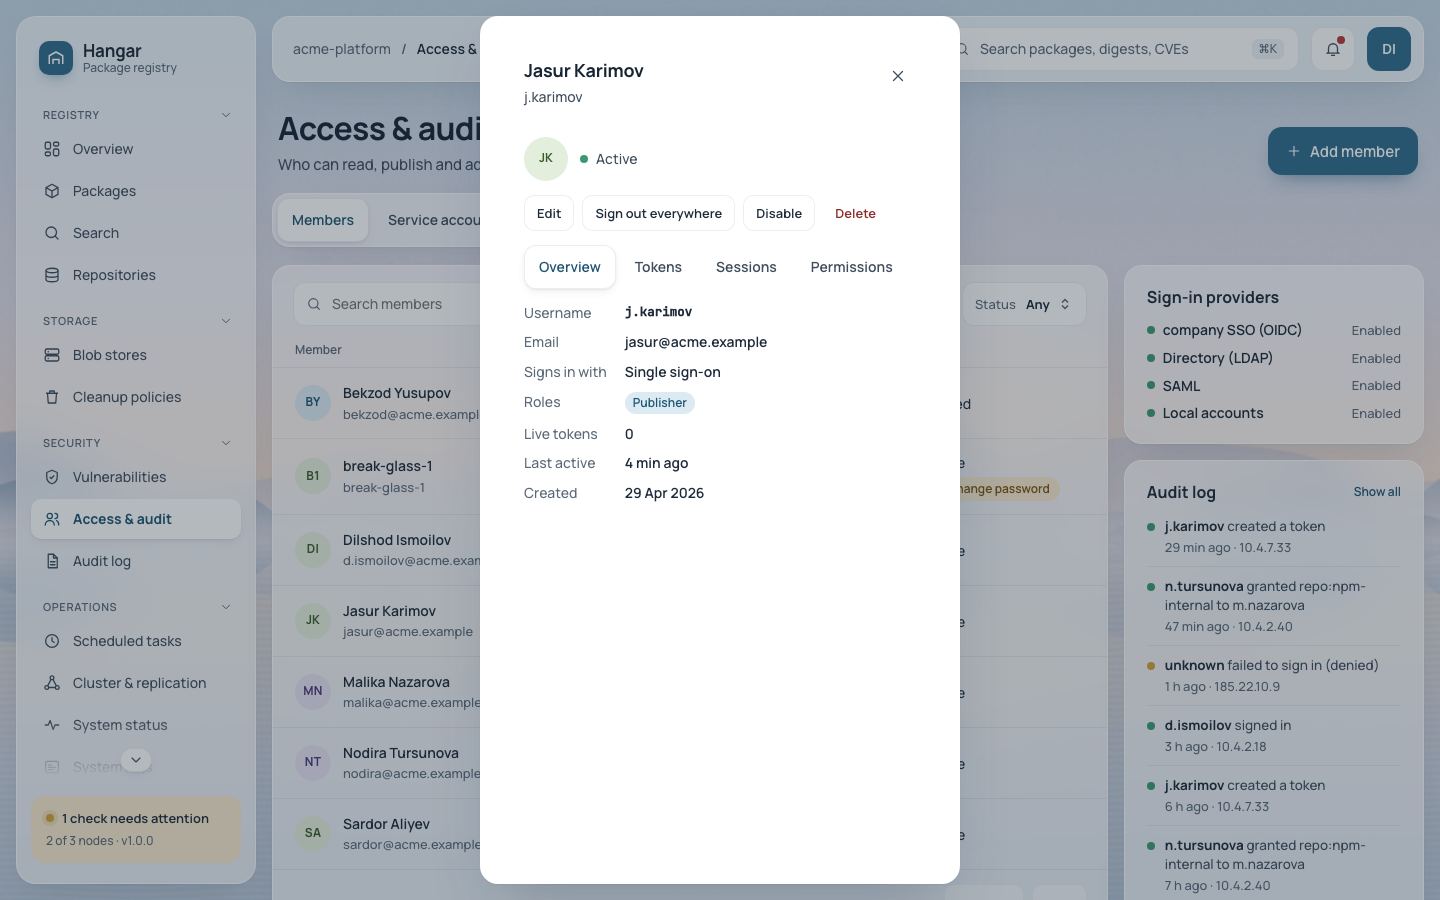 Hangar
Package registry
REGISTRY
Overview
Packages
Search
Repositories
STORAGE
Blob stores
Cleanup policies
SECURITY
Vulnerabilities
Access & audit
Audit log
OPERATIONS
Scheduled tasks
Cluster & replication
System status
1 check needs attention
2 of 3 nodes · v1.0.0
acme-platform / Access &
Search packages, digests, CVEs
⌘K
DI
Access & audi
Who can read, publish and ad
Add member
Members
Service accou
Search members
Status Any
Member
BY
Bekzod Yusupov
bekzod@acme.exampl
ed
B1
break-glass-1
break-glass-1
e
hange password
DI
Dilshod Ismoilov
d.ismoilov@acme.exam
e
JK
Jasur Karimov
jasur@acme.example
e
MN
Malika Nazarova
malika@acme.example
e
NT
Nodira Tursunova
nodira@acme.example
e
SA
Sardor Aliyev
sardor@acme.example
e
Jasur Karimov
j.karimov
JK
Active
Edit
Sign out everywhere
Disable
Delete
Overview
Tokens
Sessions
Permissions
Username j.karimov
Email jasur@acme.example
Signs in with Single sign-on
Roles Publisher
Live tokens 0
Last active 4 min ago
Created 29 Apr 2026
Sign-in providers
company SSO (OIDC) Enabled
Directory (LDAP) Enabled
SAML Enabled
Local accounts Enabled
Audit log
Show all
j.karimov created a token
29 min ago · 10.4.7.33
n.tursunova granted repo:npm-
internal to m.nazarova
47 min ago · 10.4.2.40
unknown failed to sign in (denied)
1 h ago · 185.22.10.9
d.ismoilov signed in
3 h ago · 10.4.2.18
j.karimov created a token
6 h ago · 10.4.7.33
n.tursunova granted repo:npm-
internal to m.nazarova
7 h ago · 10.4.2.40